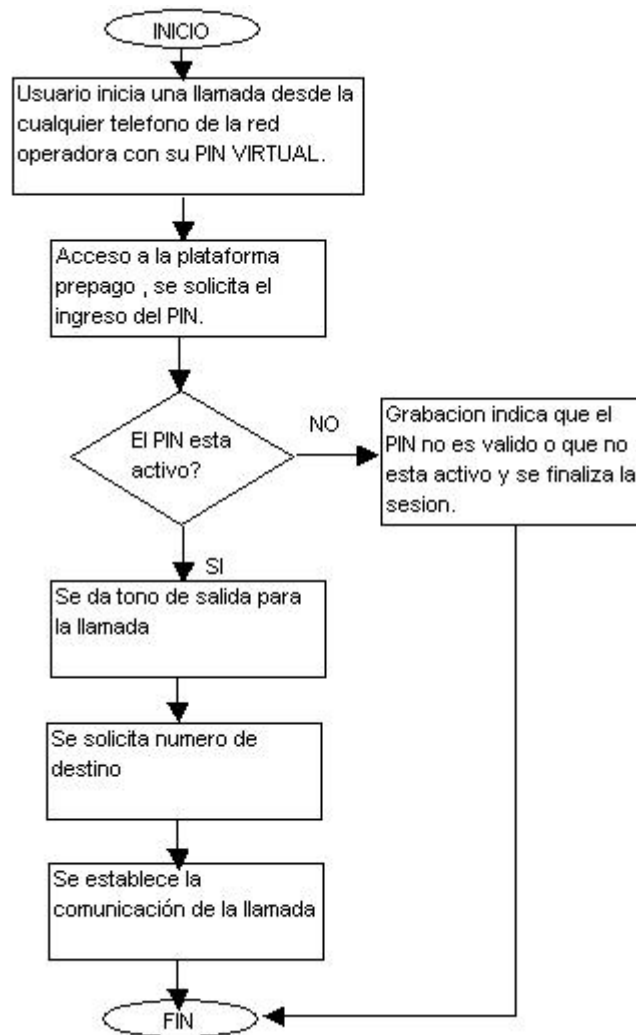 INICIO
Usuario inicia una llamada desde la
cualquier telefono de la red
operadora con su PIN VIRTUAL.
Acceso a la plataforma
prepago , se solicita el
ingreso del PIN.
El PIN esta
activo?
NO
Grabacion indica que el
PIN no es valido o que no
esta activo y se finaliza la
sesion.
SI
Se da tono de salida para
la llamada
Se solicita numero de
destino
Se establece la
comunicación de la llamada
FIN